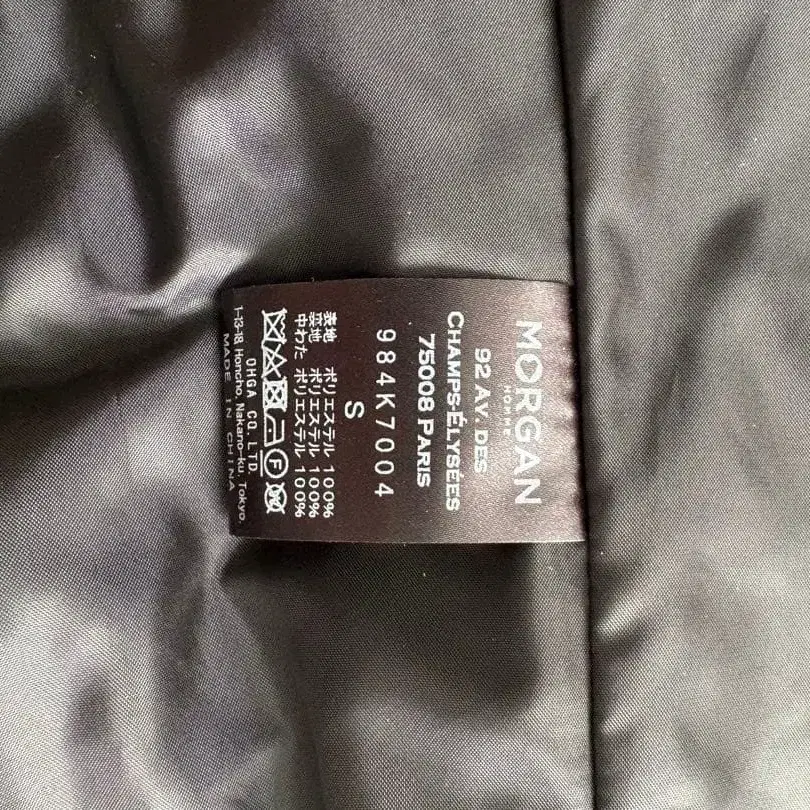 MORGAN
HOMME
92 AV. DES
CHAMPS-ÉLYSÉES
75008 PARIS
984K7004
S
表地 ポリエステル 100%
裏地 ポリエステル 100%
中わた ポリエステル 100%
F
W
OHGA CO. LTD.
1-13-18, Honcho, Nakano-ku, Tokyo,
MADE IN CHINA